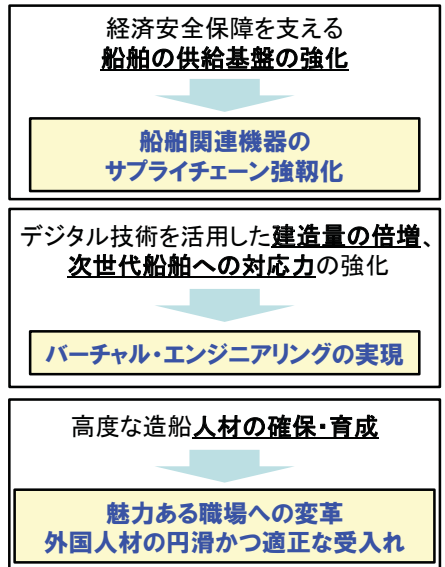 経済安全保障を支える
船舶の供給基盤の強化
船舶関連機器の
サプライチェーン強靱化
デジタル技術を活用した建造量の倍増、
次世代船舶への対応力の強化
バーチャル・エンジニアリングの実現
高度な造船人材の確保・育成
魅力ある職場への変革
外国人材の円滑かつ適正な受入れ